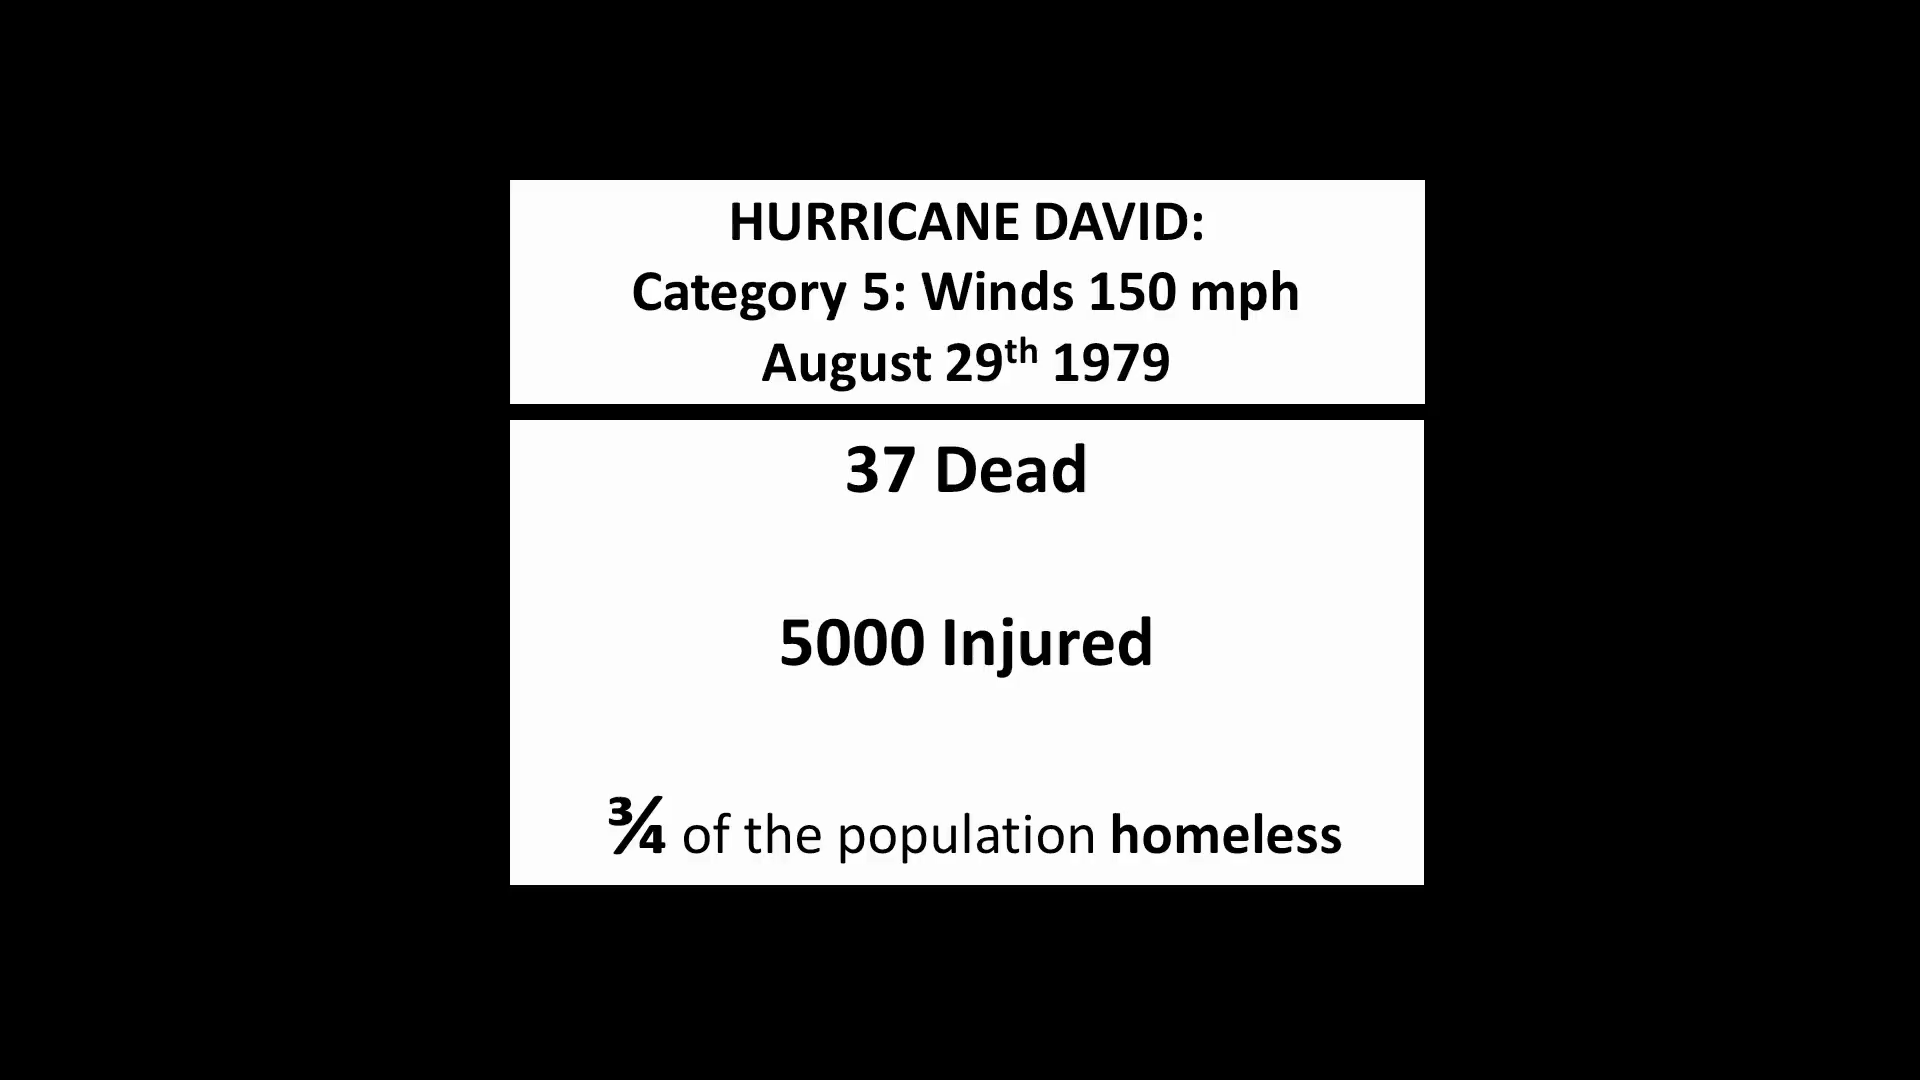 HURRICANE DAVID:
Category 5: Winds 150 mph
August 29th 1979
37 Dead
5000 Injured
¾ of the population homeless